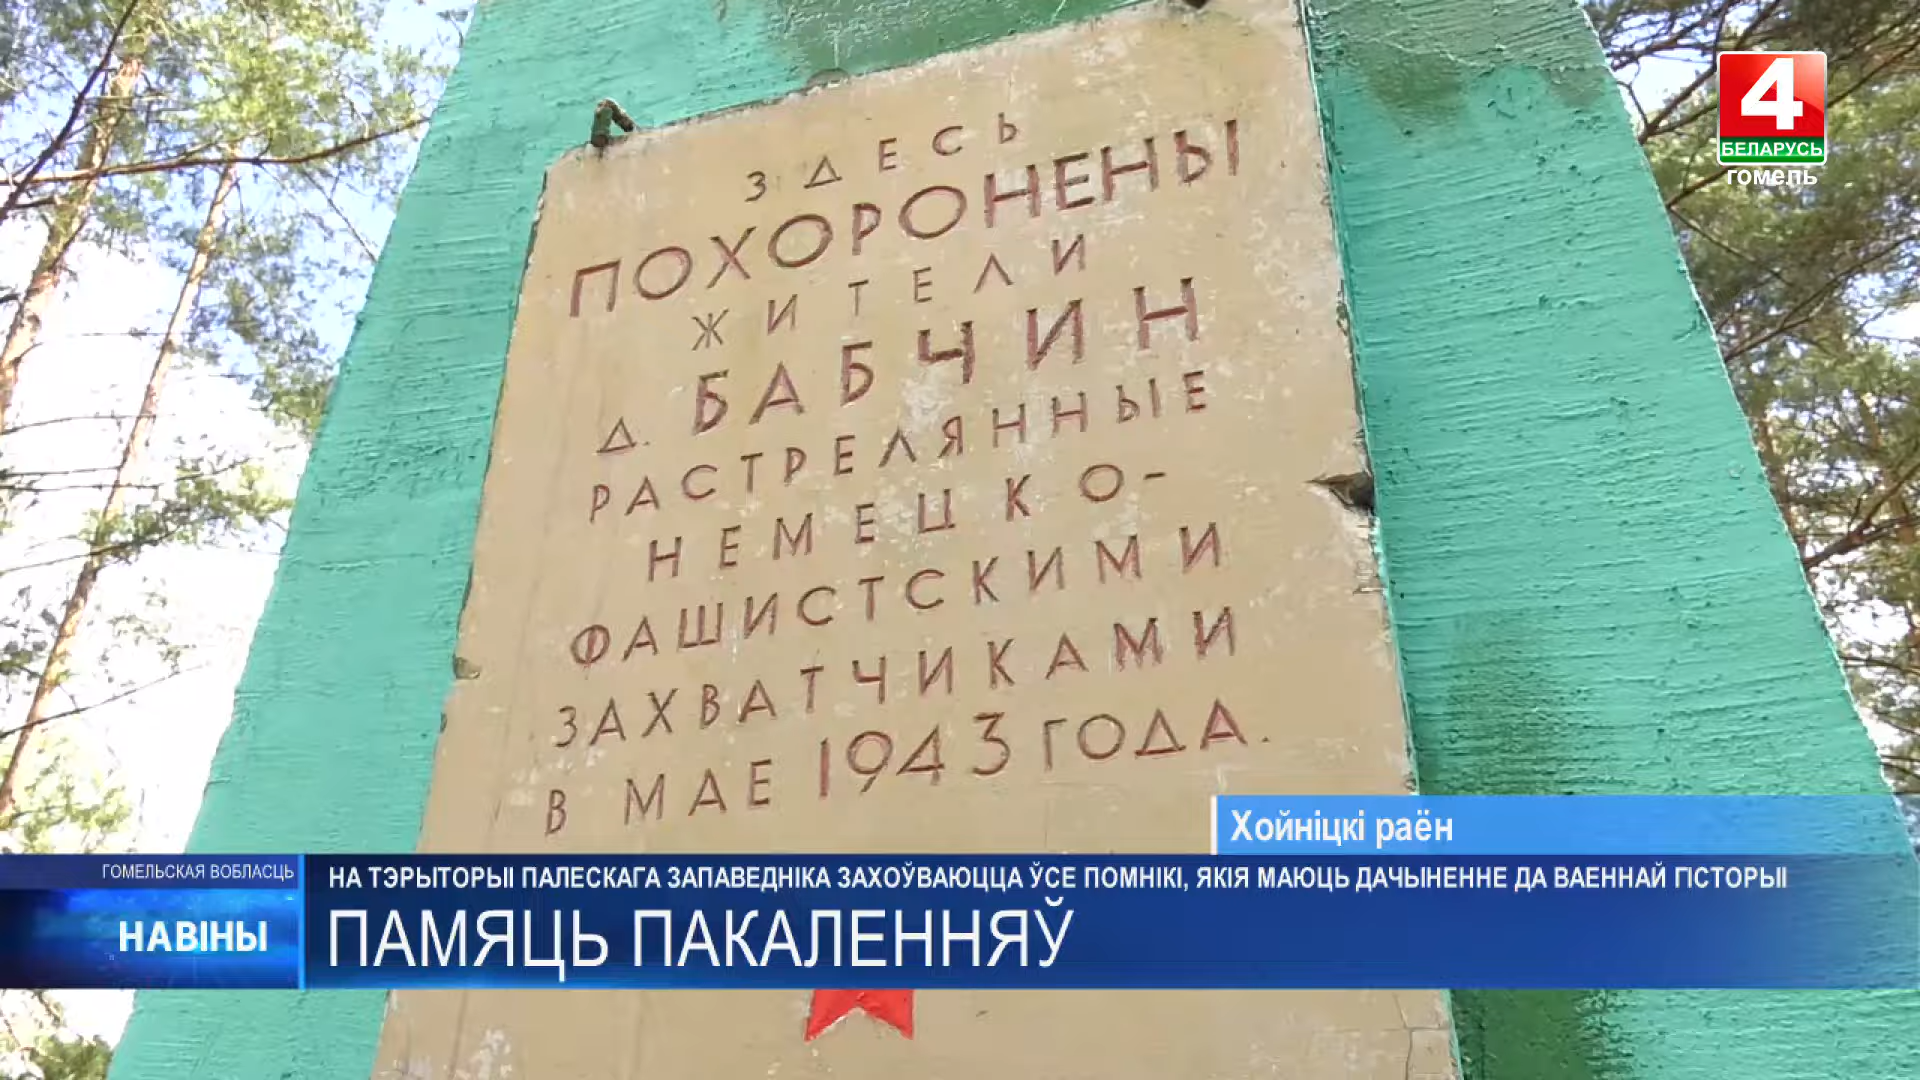 ЗДЕСЬ
ПОХОРОНЕНЫ
ЖИТЕЛИ
Д. БАБЧИН
РАСТРЕЛЯННЫЕ
НЕМЕЦКО-
ФАШИСТСКИМИ
ЗАХВАТЧИКАМИ
В МАЕ 1943 ГОДА.
4
БЕЛАРУСЬ
гомель
Хойніцкі раён
ГОМЕЛЬСКАЯ ВОБЛАСЦЬ
НАВІНЫ
НА ТЭРЫТОРЫІ ПАЛЕСКАГА ЗАПАВЕДНІКА ЗАХОЎВАЮЦЦА ЎСЕ ПОМНІКІ, ЯКІЯ МАЮЦЬ ДАЧЫНЕННЕ ДА ВАЕННАЙ ГІСТОРЫІ
ПАМЯЦЬ ПАКАЛЕННЯЎ